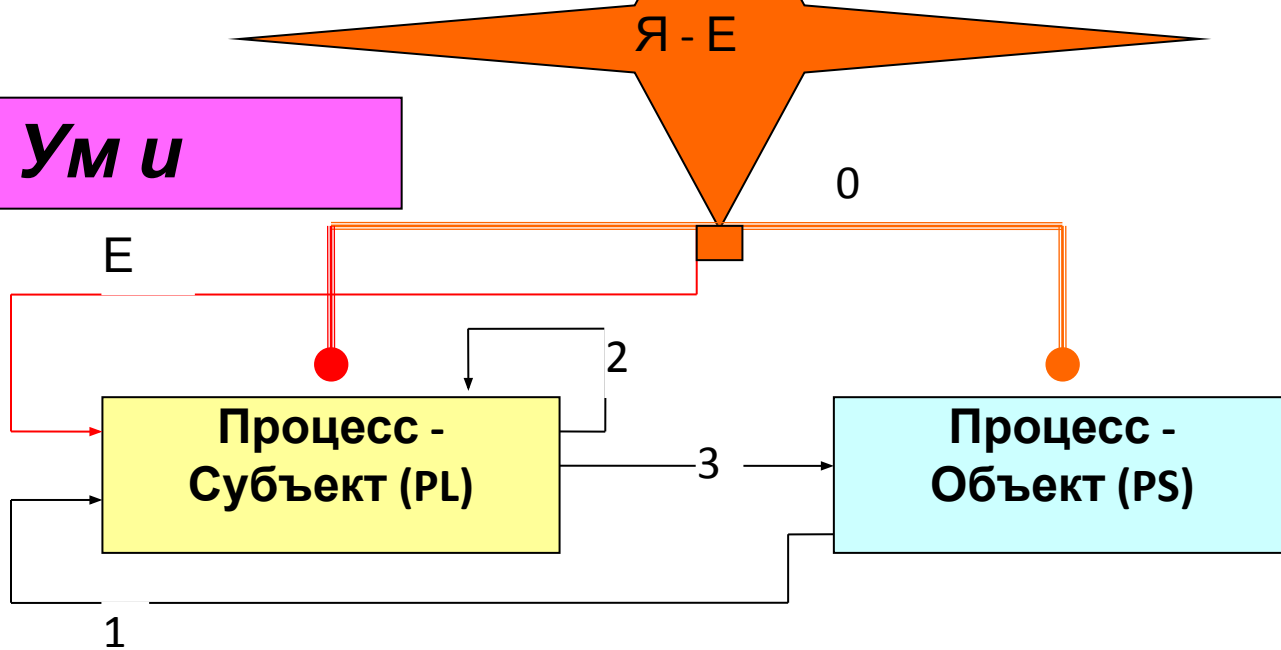 Я - Е
Ум и
0
Е
2
Процесс -
Субъект (PL)
3
Процесс -
Объект (PS)
1